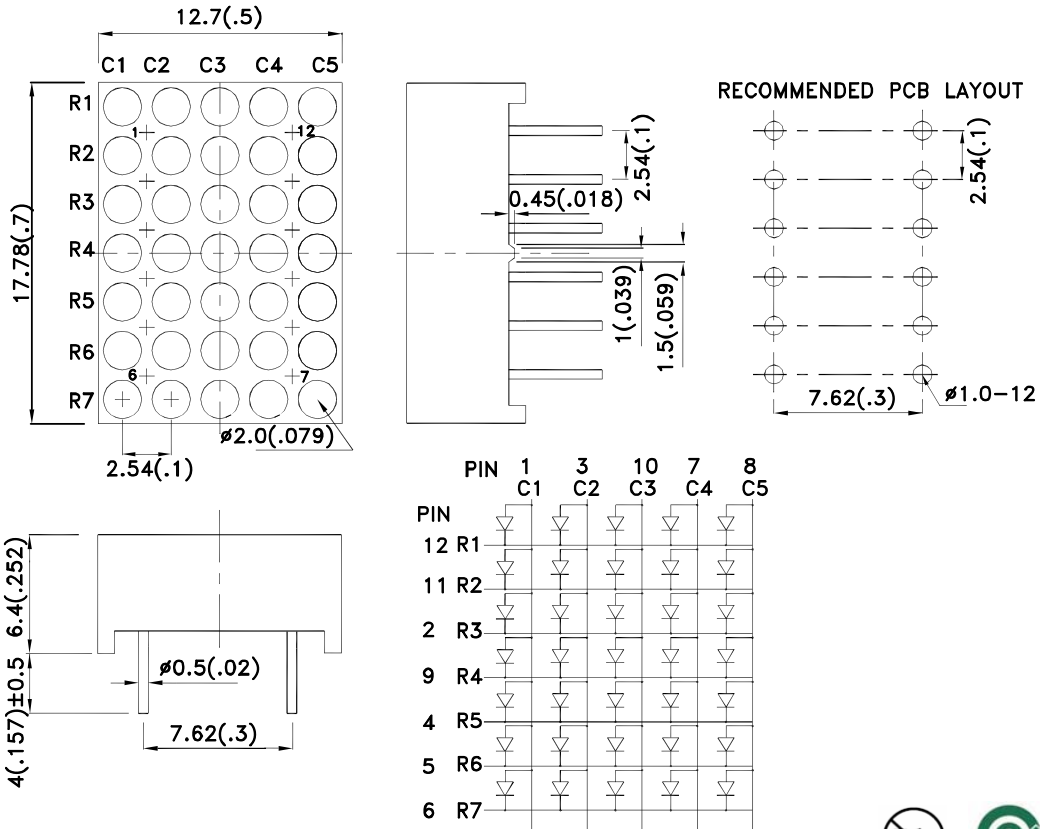 12.7(.5)
C1 C2 C3 C4 C5
R1
R2
R3
R4
R5
R6
R7
1
12
6
7
17.78(.7)
ø2.0(.079)
2.54(.1)
2.54(.1)
0.45(.018)
1(.039)
1.5(.059)
RECOMMENDED PCB LAYOUT
2.54(.1)
7.62(.3)
ø1.0-12
6.4(.252)
4(.157)±0.5
ø0.5(.02)
7.62(.3)
PIN 1 3 10 7 8
C1 C2 C3 C4 C5
PIN
12 R1
11 R2
2 R3
9 R4
4 R5
5 R6
6 R7